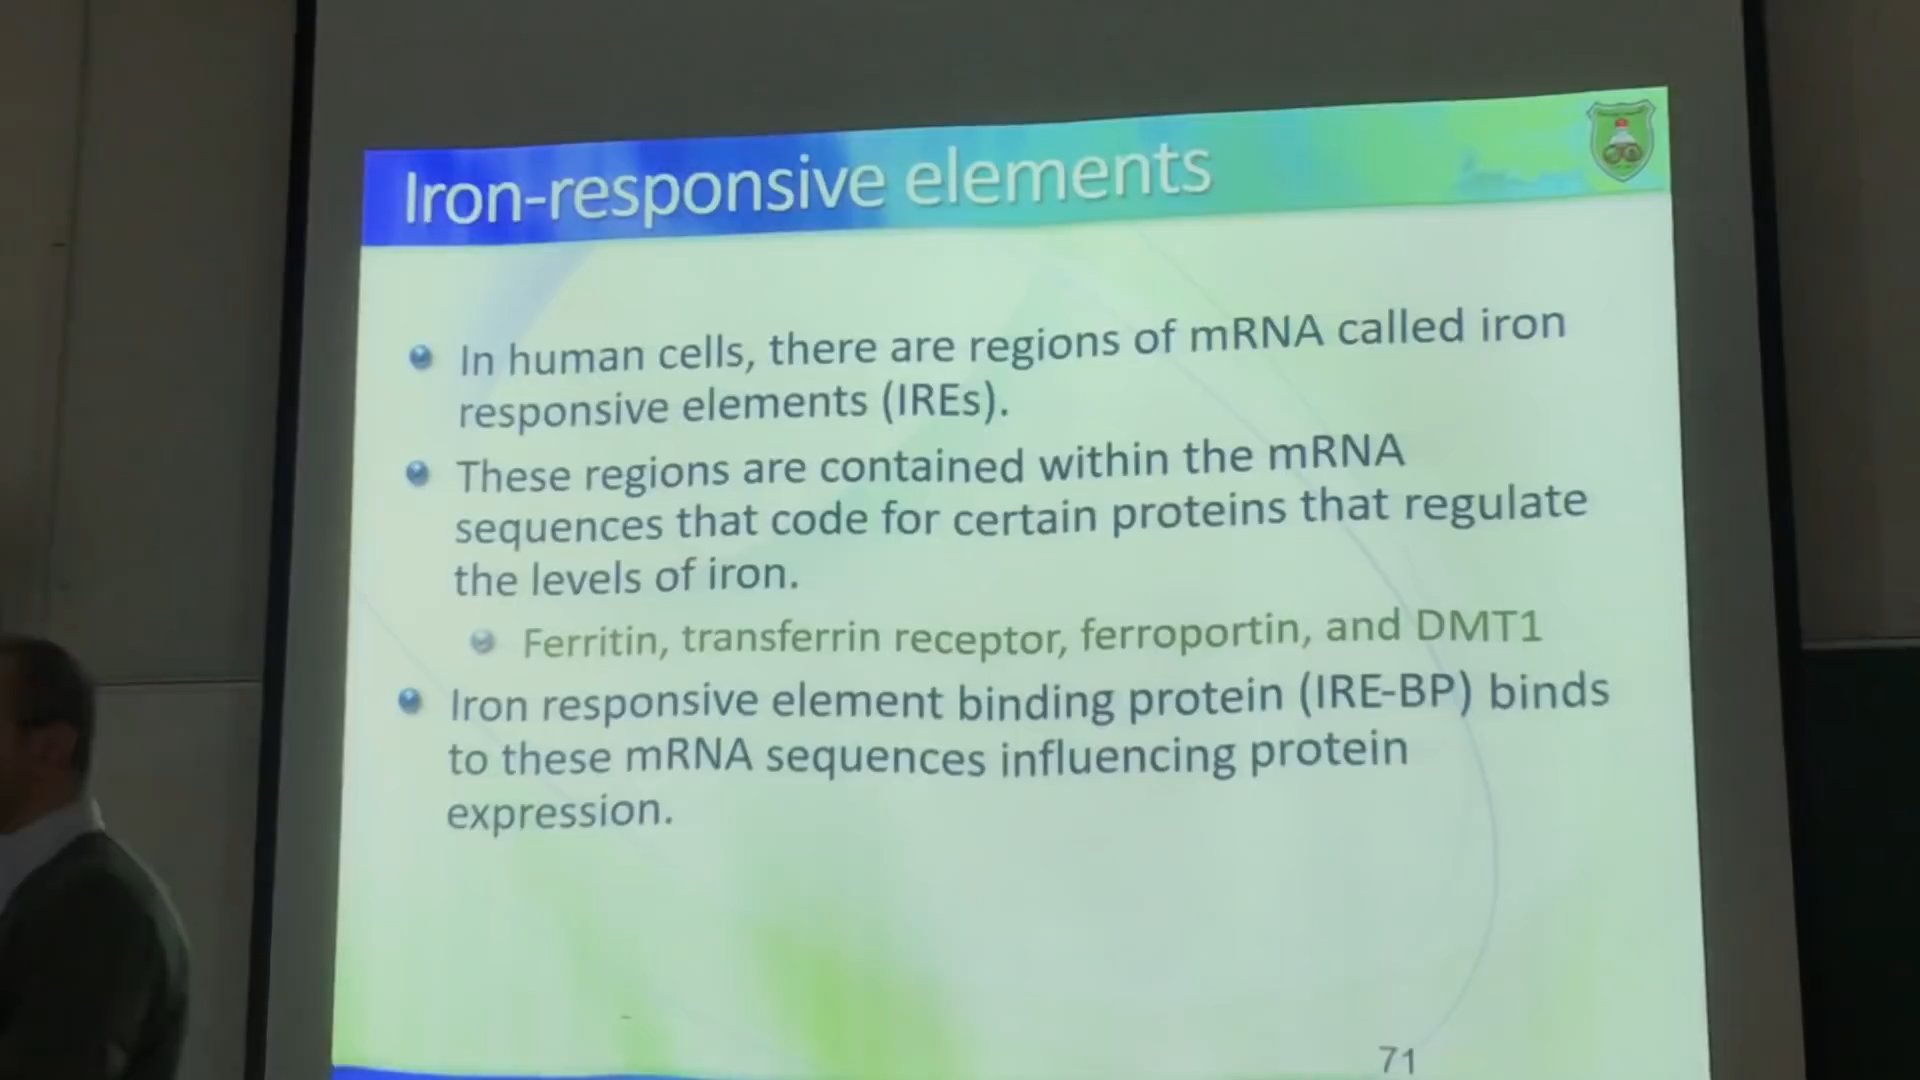 Iron-responsive elements
In human cells, there are regions of mRNA called iron
responsive elements (IREs).
These regions are contained within the mRNA
sequences that code for certain proteins that regulate
the levels of iron.
Ferritin, transferrin receptor, ferroportin, and DMT1
Iron responsive element binding protein (IRE-BP) binds
to these mRNA sequences influencing protein
expression.
71